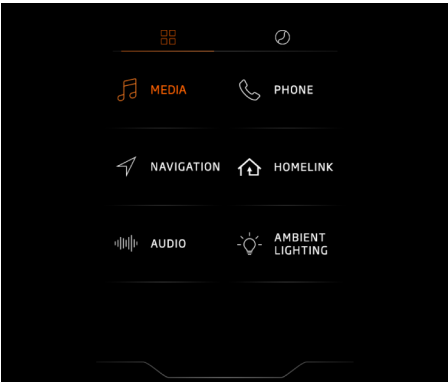 MEDIA
PHONE
NAVIGATION
HOMELINK
AUDIO
AMBIENT
LIGHTING